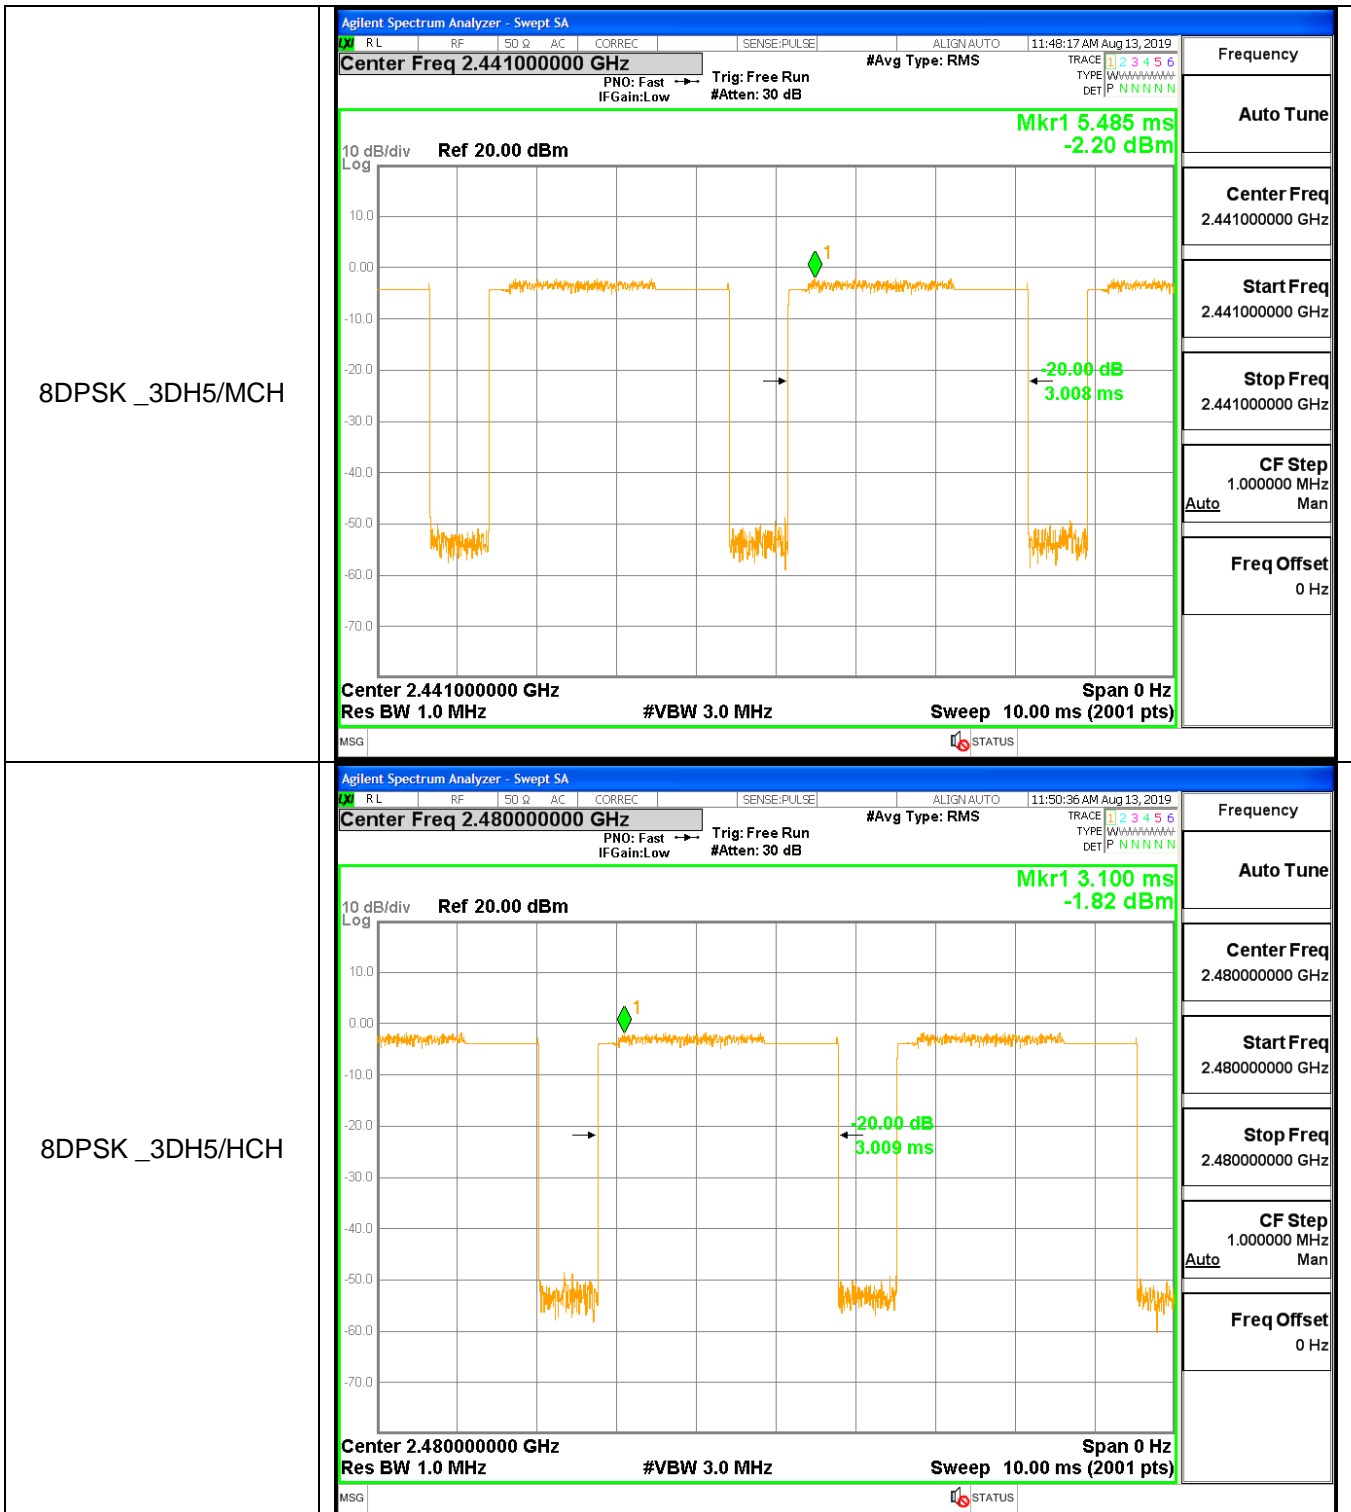 8DPSK _3DH5/MCH
Agilent Spectrum Analyzer - Swept SA
LXI RL RF 50 Ω AC CORREC SENSE:PULSE ALIGN AUTO 11:48:17 AM Aug 13, 2019
Center Freq 2.441000000 GHz
PNO: Fast
IFGain:Low
Trig: Free Run
#Atten: 30 dB
#Avg Type: RMS
TRACE 1 2 3 4 5 6
TYPE
DET P N N N N N
Mkr1 5.485 ms
-2.20 dBm
10 dB/div Ref 20.00 dBm
Log
10.0
0.00
-10.0
-20.0
-30.0
-40.0
-50.0
-60.0
-70.0
1
-20.00 dB
3.008 ms
Center 2.441000000 GHz Span 0 Hz
Res BW 1.0 MHz #VBW 3.0 MHz Sweep 10.00 ms (2001 pts)
MSG STATUS
Frequency
Auto Tune
Center Freq
2.441000000 GHz
Start Freq
2.441000000 GHz
Stop Freq
2.441000000 GHz
CF Step
1.000000 MHz
Auto Man
Freq Offset
0 Hz
8DPSK _3DH5/HCH
Agilent Spectrum Analyzer - Swept SA
LXI RL RF 50 Ω AC CORREC SENSE:PULSE ALIGN AUTO 11:50:36 AM Aug 13, 2019
Center Freq 2.480000000 GHz
PNO: Fast
IFGain:Low
Trig: Free Run
#Atten: 30 dB
#Avg Type: RMS
TRACE 1 2 3 4 5 6
TYPE
DET P N N N N N
Mkr1 3.100 ms
-1.82 dBm
10 dB/div Ref 20.00 dBm
Log
10.0
0.00
-10.0
-20.0
-30.0
-40.0
-50.0
-60.0
-70.0
1
-20.00 dB
3.009 ms
Center 2.480000000 GHz Span 0 Hz
Res BW 1.0 MHz #VBW 3.0 MHz Sweep 10.00 ms (2001 pts)
MSG STATUS
Frequency
Auto Tune
Center Freq
2.480000000 GHz
Start Freq
2.480000000 GHz
Stop Freq
2.480000000 GHz
CF Step
1.000000 MHz
Auto Man
Freq Offset
0 Hz